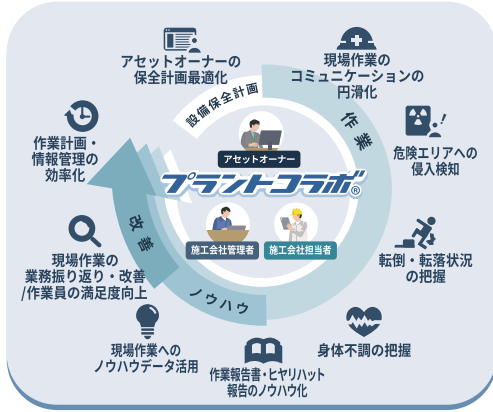 アセットオーナーの
保全計画最適化
現場作業の
コミュニケーションの
円滑化
設備保全計画
作業
作業計画・
情報管理の
効率化
危険エリアへの
侵入検知
アセットオーナー
プラントコラボ®
改善
施工会社管理者
施工会社担当者
現場作業の
業務振り返り・改善
/作業員の満足度向上
転倒・転落状況
の把握
ノウハウ
現場作業への
ノウハウデータ活用
作業報告書・ヒヤリハット
報告のノウハウ化
身体不調の把握